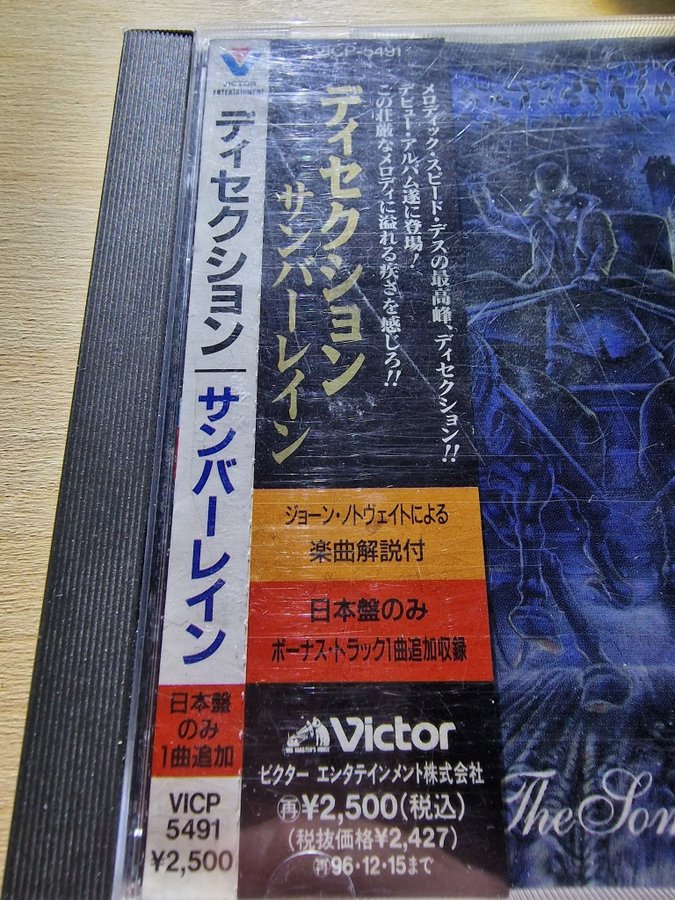 VICTOR
ENTERTAINMENT
ディセクション|サンバーレイン
日本盤
のみ
1曲追加
VICP
5491
¥2,500
VICP-5491
メロディック・スピード・デスの最高峰、ディセクション!!
デビュー・アルバム遂に登場!
この荘厳なメロディに溢れる疾さを感じろ!!
ディセクション
サンバーレイン
ジョーン・ノトヴェイトによる
楽曲解説付
日本盤のみ
ボーナス・トラック1曲追加収録
HIS MASTER'S VOICE
Victor
ビクター エンタテインメント株式会社
再¥2,500(税込)
(税抜価格¥2,427)
再96・12・15まで
The Som